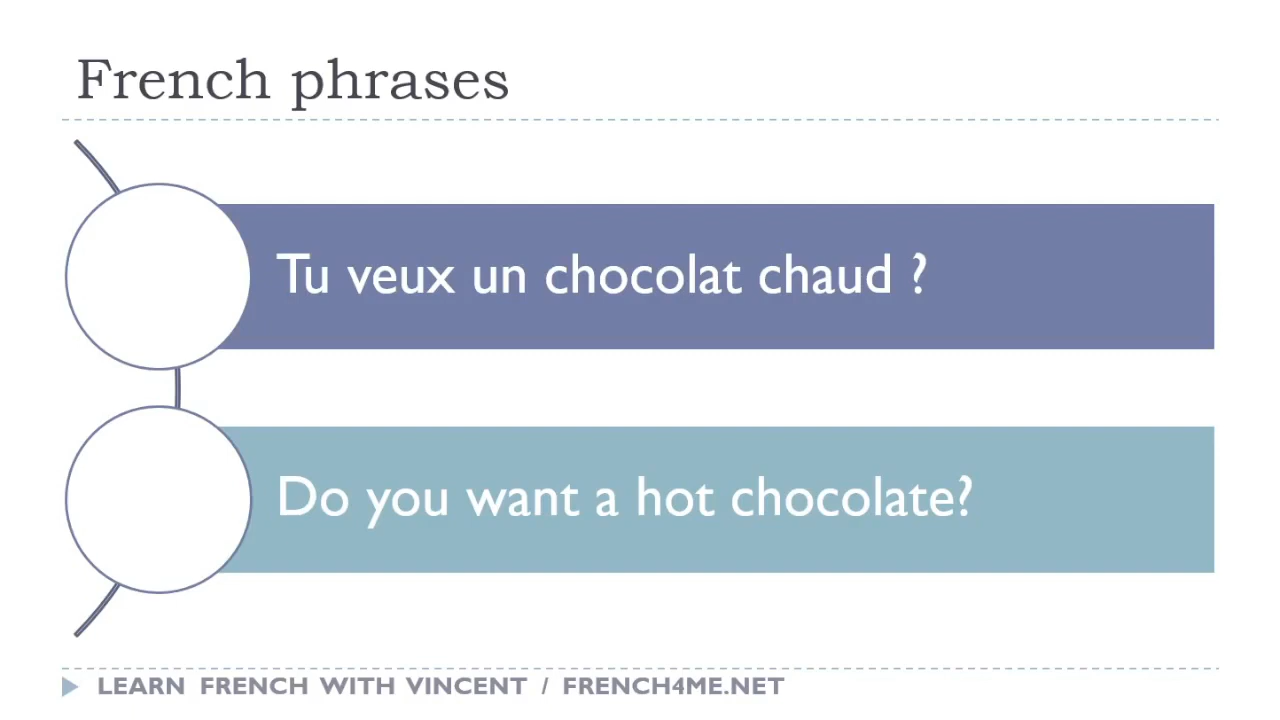 French phrases
Tu veux un chocolat chaud ?
Do you want a hot chocolate?
LEARN FRENCH WITH VINCENT / FRENCH4ME.NET